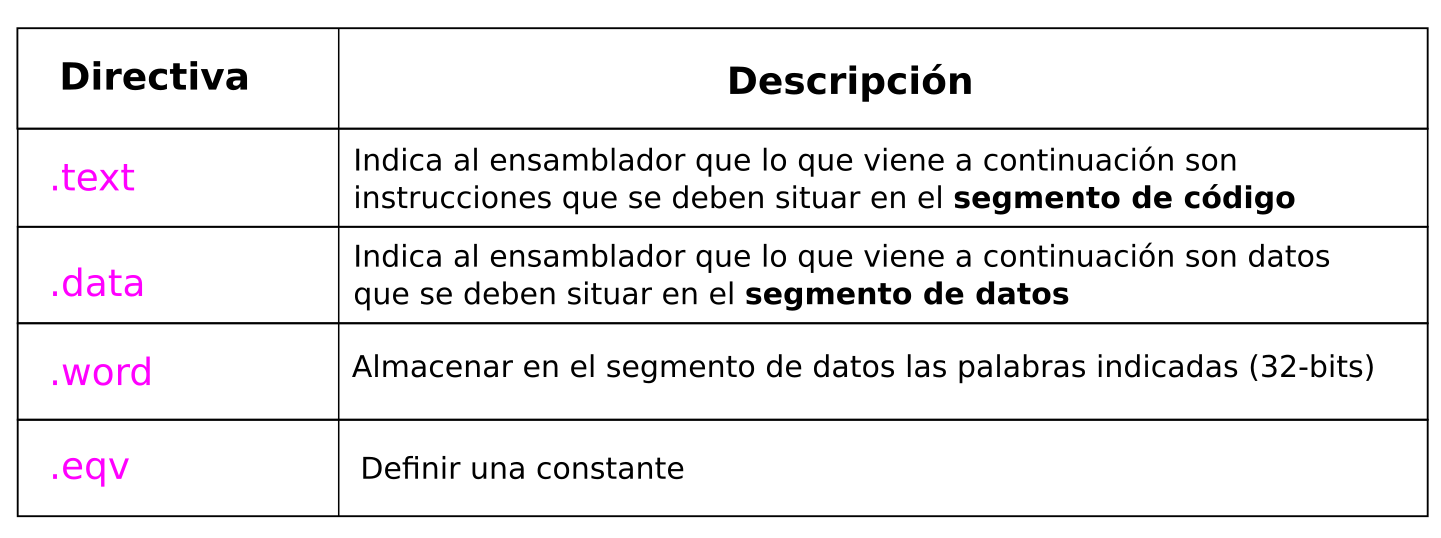 Directiva
Descripción
.text
Indica al ensamblador que lo que viene a continuación son
instrucciones que se deben situar en el segmento de código
.data
Indica al ensamblador que lo que viene a continuación son datos
que se deben situar en el segmento de datos
.word
Almacenar en el segmento de datos las palabras indicadas (32-bits)
.eqv
Definir una constante